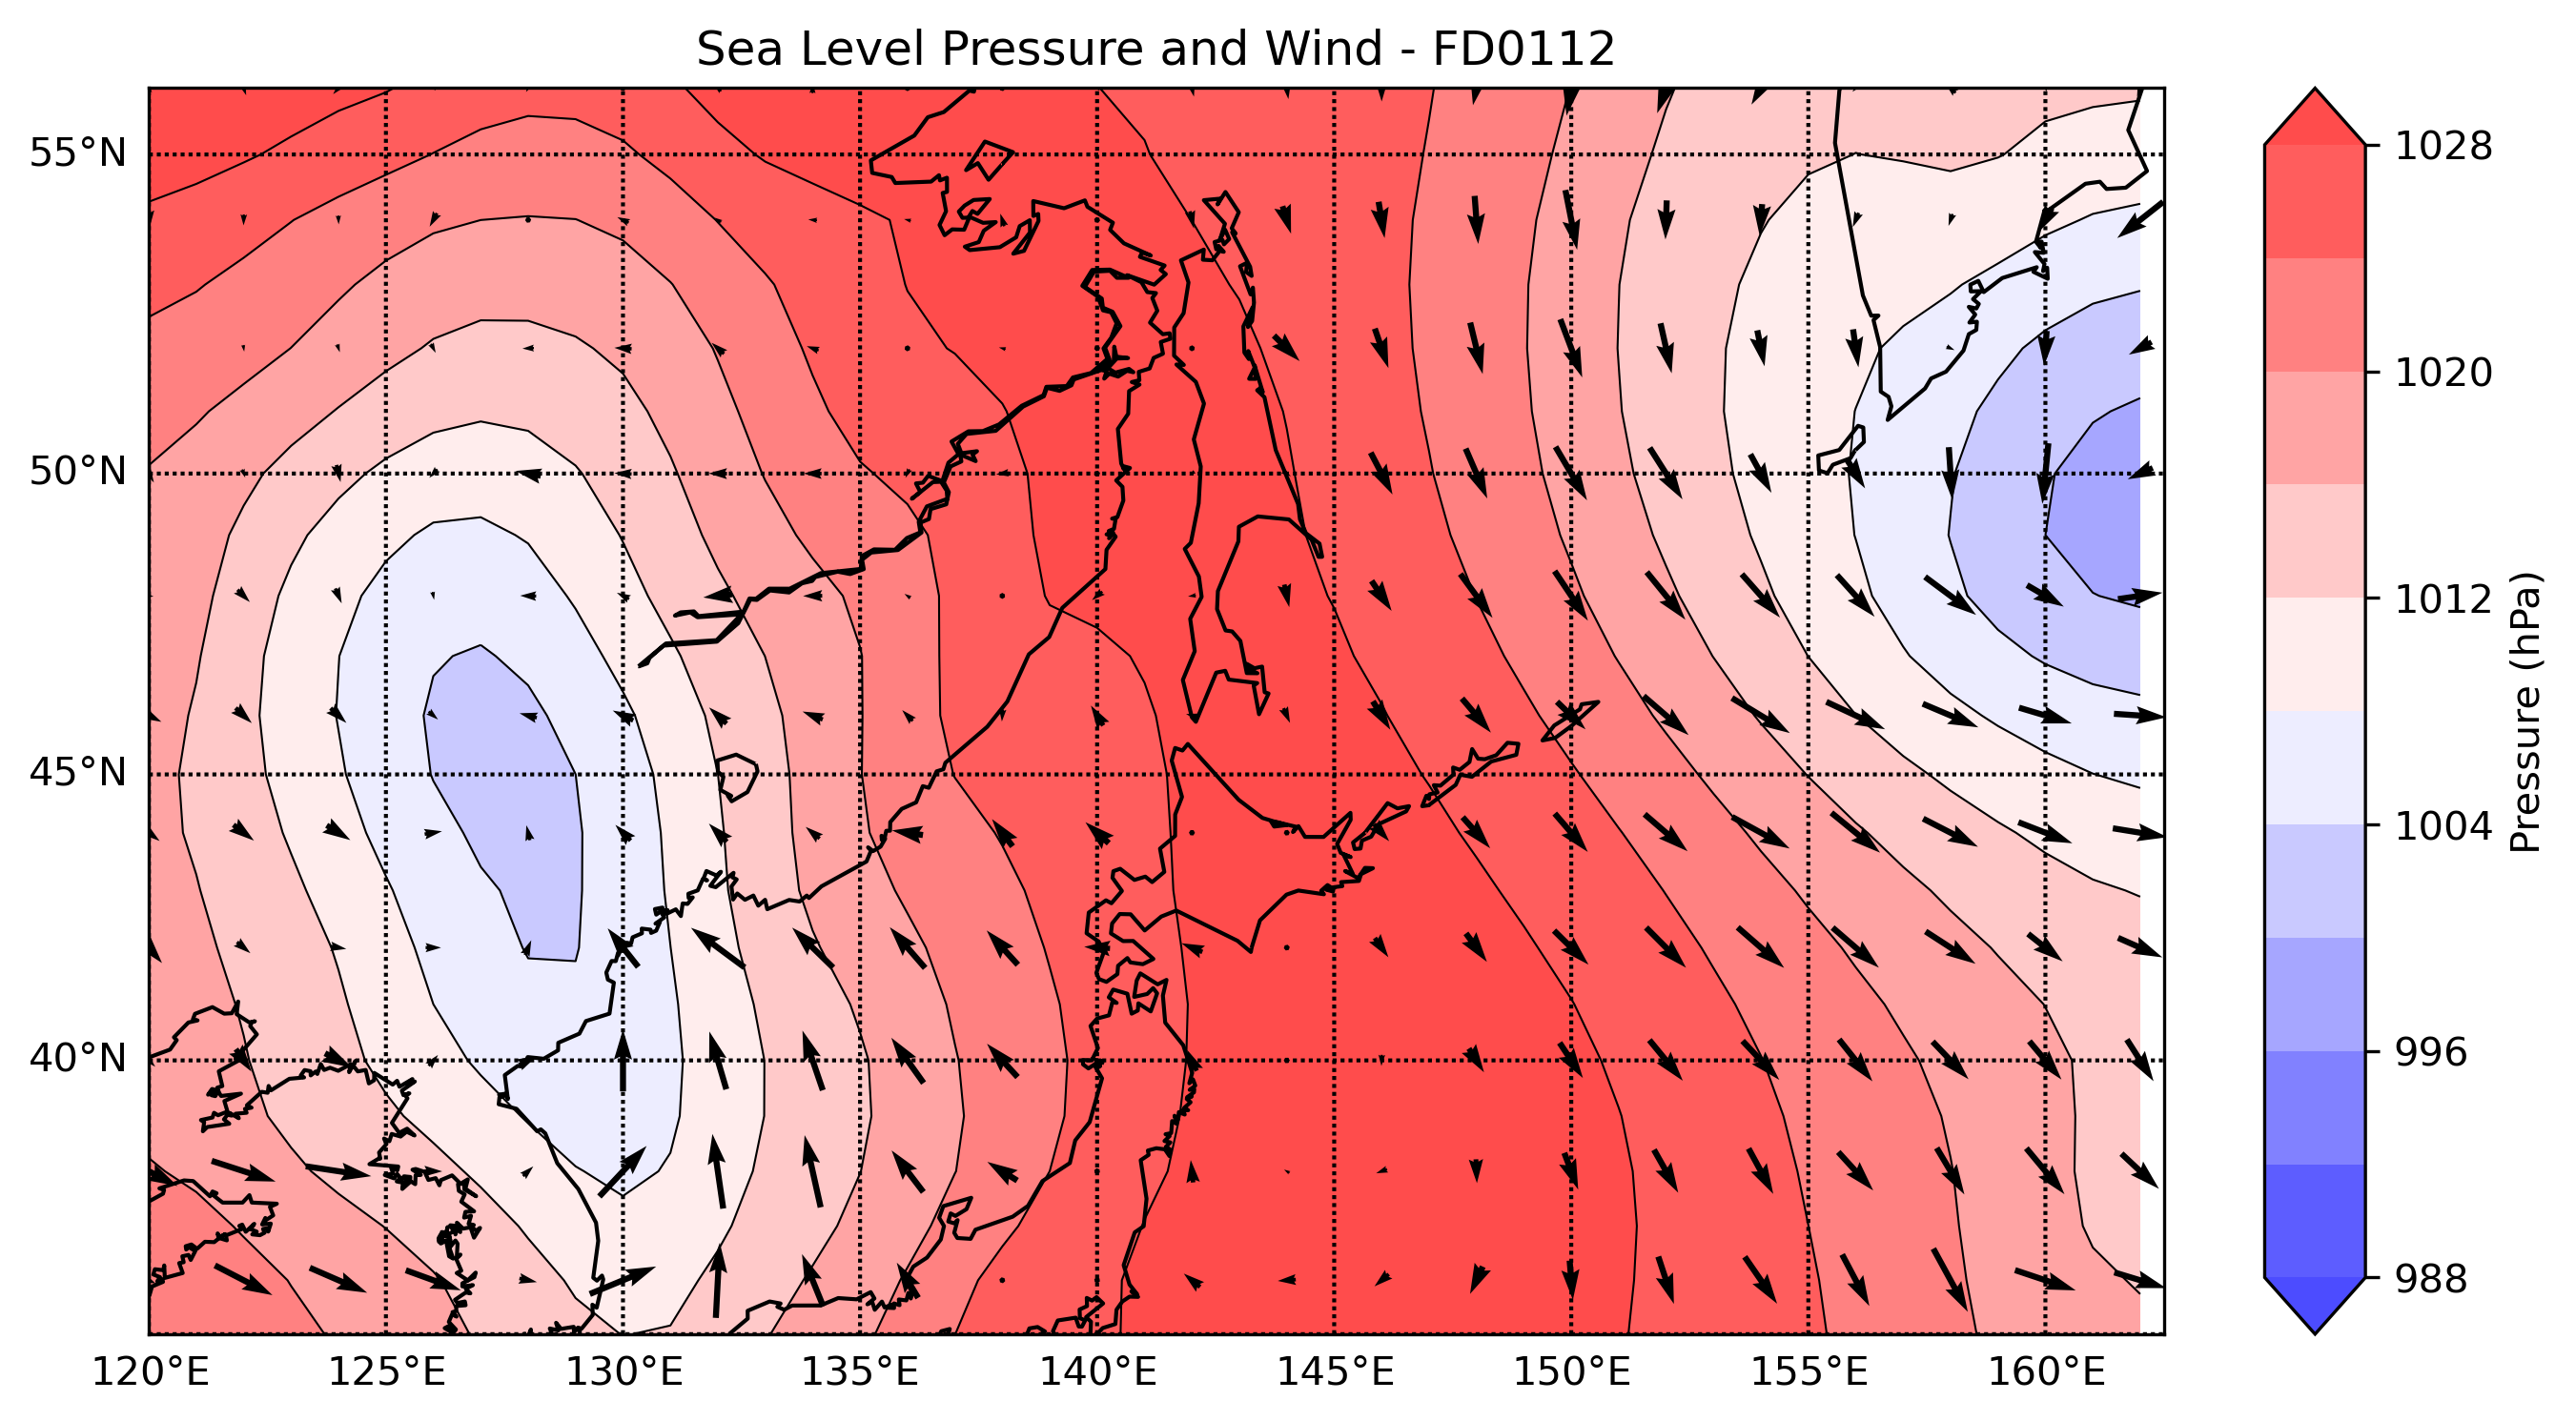 Sea Level Pressure and Wind - FD0112
55°N
50°N
45°N
40°N
120°E 125°E 130°E 135°E 140°E 145°E 150°E 155°E 160°E
1028
1020
1012
1004
996
988
Pressure (hPa)